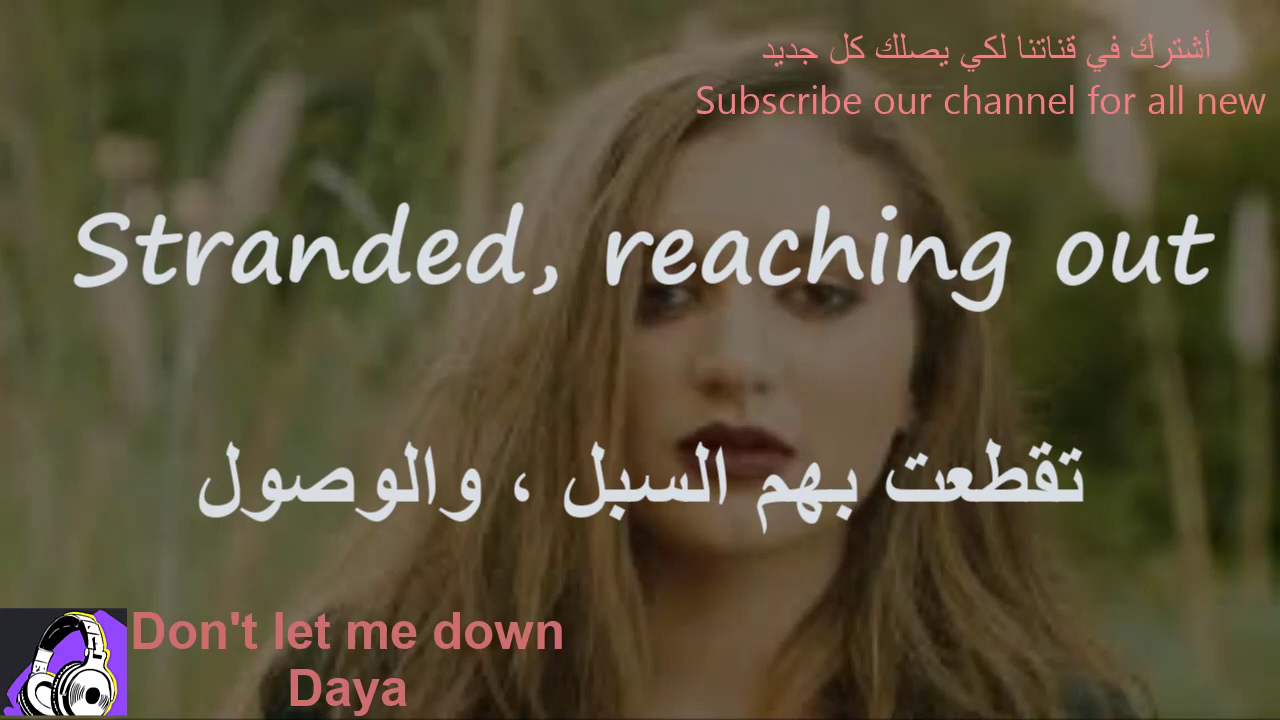 أشترك في قناتنا لكي يصلك كل جديد
Subscribe our channel for all new
Stranded, reaching out
تقطعت بهم السبل ، والوصول
Don't let me down
Daya